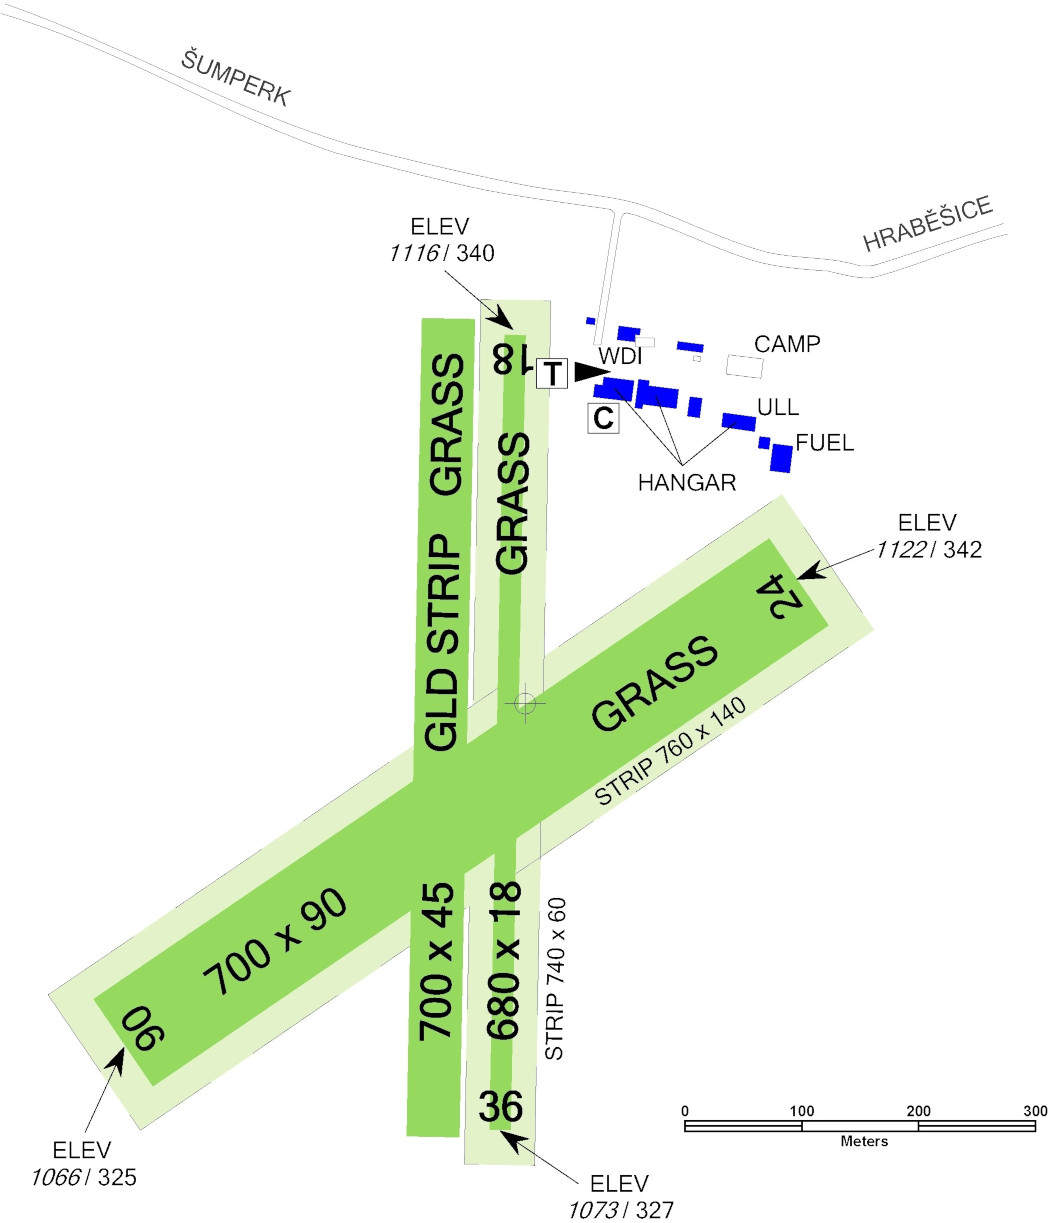 ŠUMPERK
HRABĚŠICE
ELEV
1116 / 340
18
T
WDI
CAMP
C
ULL
FUEL
HANGAR
GLD STRIP GRASS
GRASS
ELEV
1122 / 342
24
GRASS
STRIP 760 x 140
700 x 90
06
700 x 45
680 x 18
STRIP 740 x 60
36
ELEV
1066 / 325
ELEV
1073 / 327
0 100 200 300
Meters